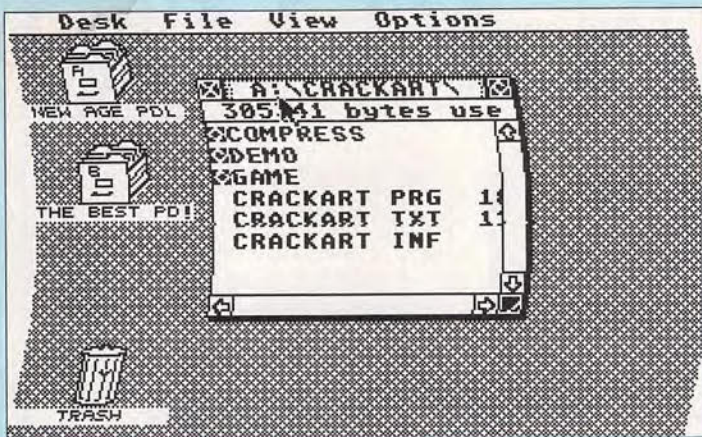 Desk File View Options
A
NEW AGE PDL
B
THE BEST PD!
TRASH
A:\CRACKART\
bytes use
COMPRESS
DEMO
GAME
CRACKART PRG
CRACKART TXT
CRACKART INF